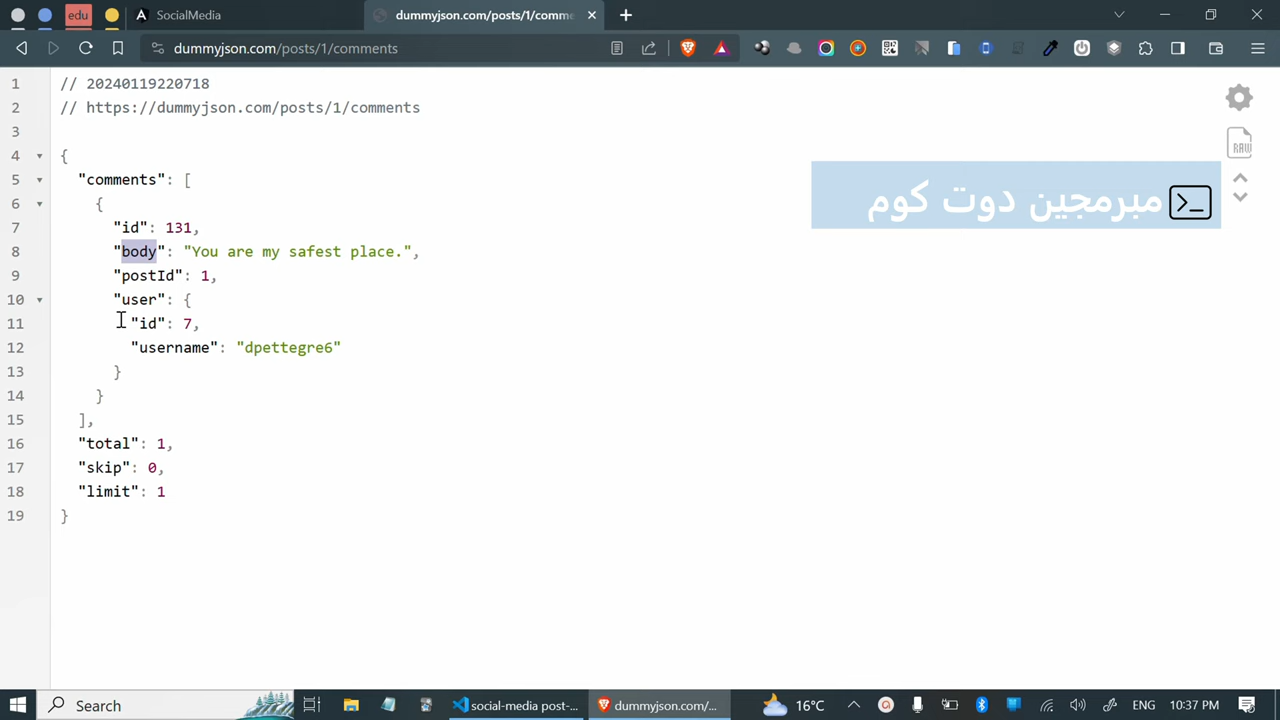 edu
SocialMedia
dummyjson.com/posts/1/comme
dummyjson.com/posts/1/comments
1 // 20240119220718
2 // https://dummyjson.com/posts/1/comments
3
4 {
5 "comments": [
6 {
7 "id": 131,
8 "body": "You are my safest place.",
9 "postId": 1,
10 "user": {
11 "id": 7,
12 "username": "dpettegre6"
13 }
14 }
15 ],
16 "total": 1,
17 "skip": 0,
18 "limit": 1
19 }
RAW
مبرمجين دوت كوم
Search
social-media post-...
dummyjson.com/...
16°C
ENG
10:37 PM